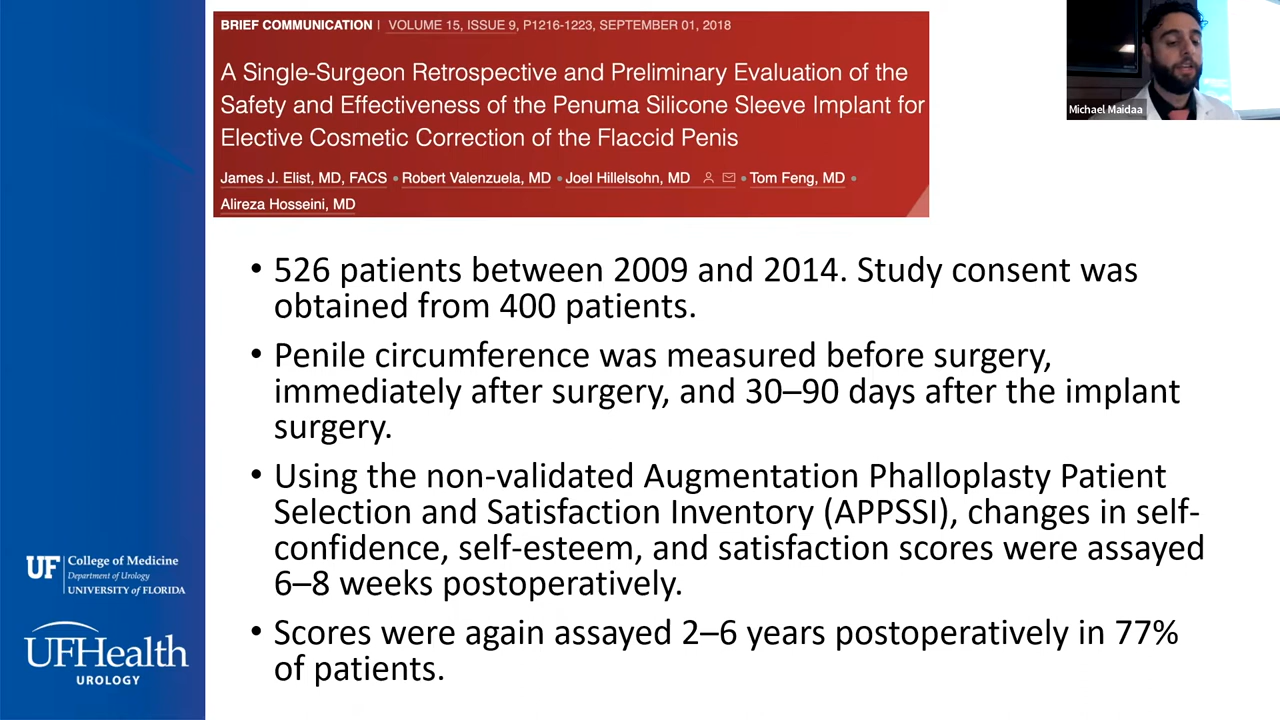 BRIEF COMMUNICATION | VOLUME 15, ISSUE 9, P1216-1223, SEPTEMBER 01, 2018
A Single-Surgeon Retrospective and Preliminary Evaluation of the
Safety and Effectiveness of the Penuma Silicone Sleeve Implant for
Elective Cosmetic Correction of the Flaccid Penis
James J. Elist, MD, FACS • Robert Valenzuela, MD • Joel Hillelsohn, MD • Tom Feng, MD •
Alireza Hosseini, MD
Michael Maidaa
• 526 patients between 2009 and 2014. Study consent was
obtained from 400 patients.
• Penile circumference was measured before surgery,
immediately after surgery, and 30–90 days after the implant
surgery.
• Using the non-validated Augmentation Phalloplasty Patient
Selection and Satisfaction Inventory (APPSSI), changes in self-
confidence, self-esteem, and satisfaction scores were assayed
6–8 weeks postoperatively.
• Scores were again assayed 2–6 years postoperatively in 77%
of patients.
UF College of Medicine
Department of Urology
UNIVERSITY of FLORIDA
UFHealth
UROLOGY